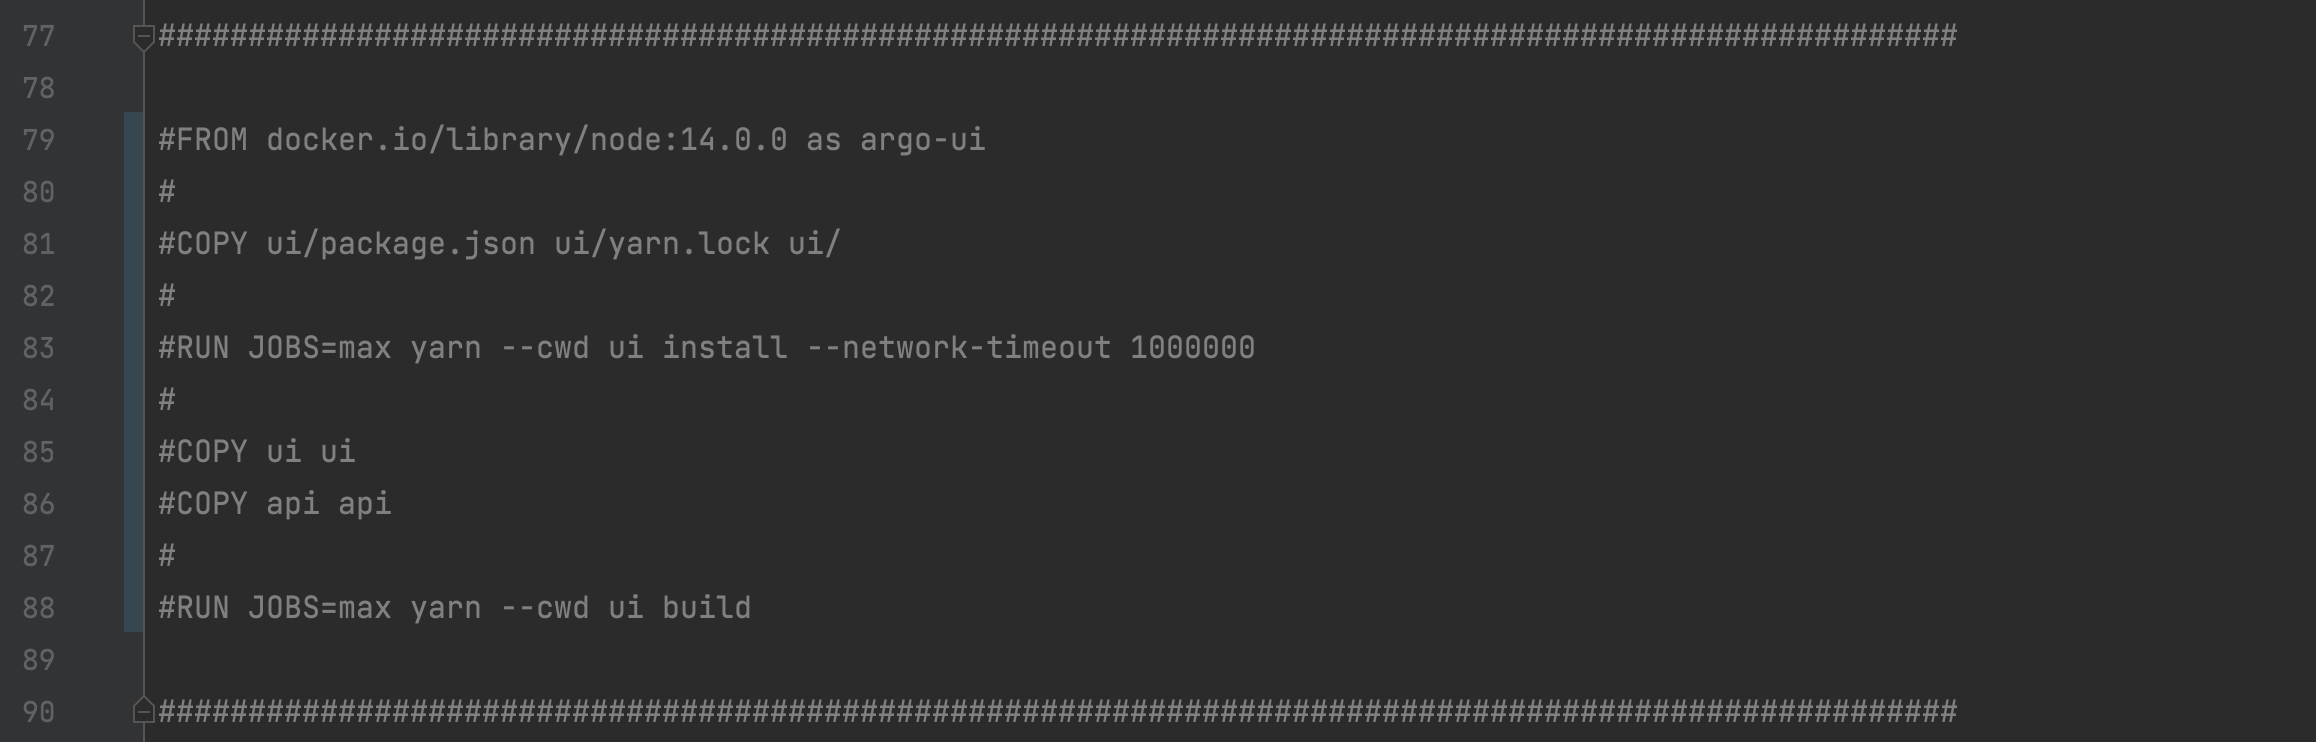 77 ####################################################################################################
78
79 #FROM docker.io/library/node:14.0.0 as argo-ui
80 #
81 #COPY ui/package.json ui/yarn.lock ui/
82 #
83 #RUN JOBS=max yarn --cwd ui install --network-timeout 1000000
84 #
85 #COPY ui ui
86 #COPY api api
87 #
88 #RUN JOBS=max yarn --cwd ui build
89
90 ####################################################################################################